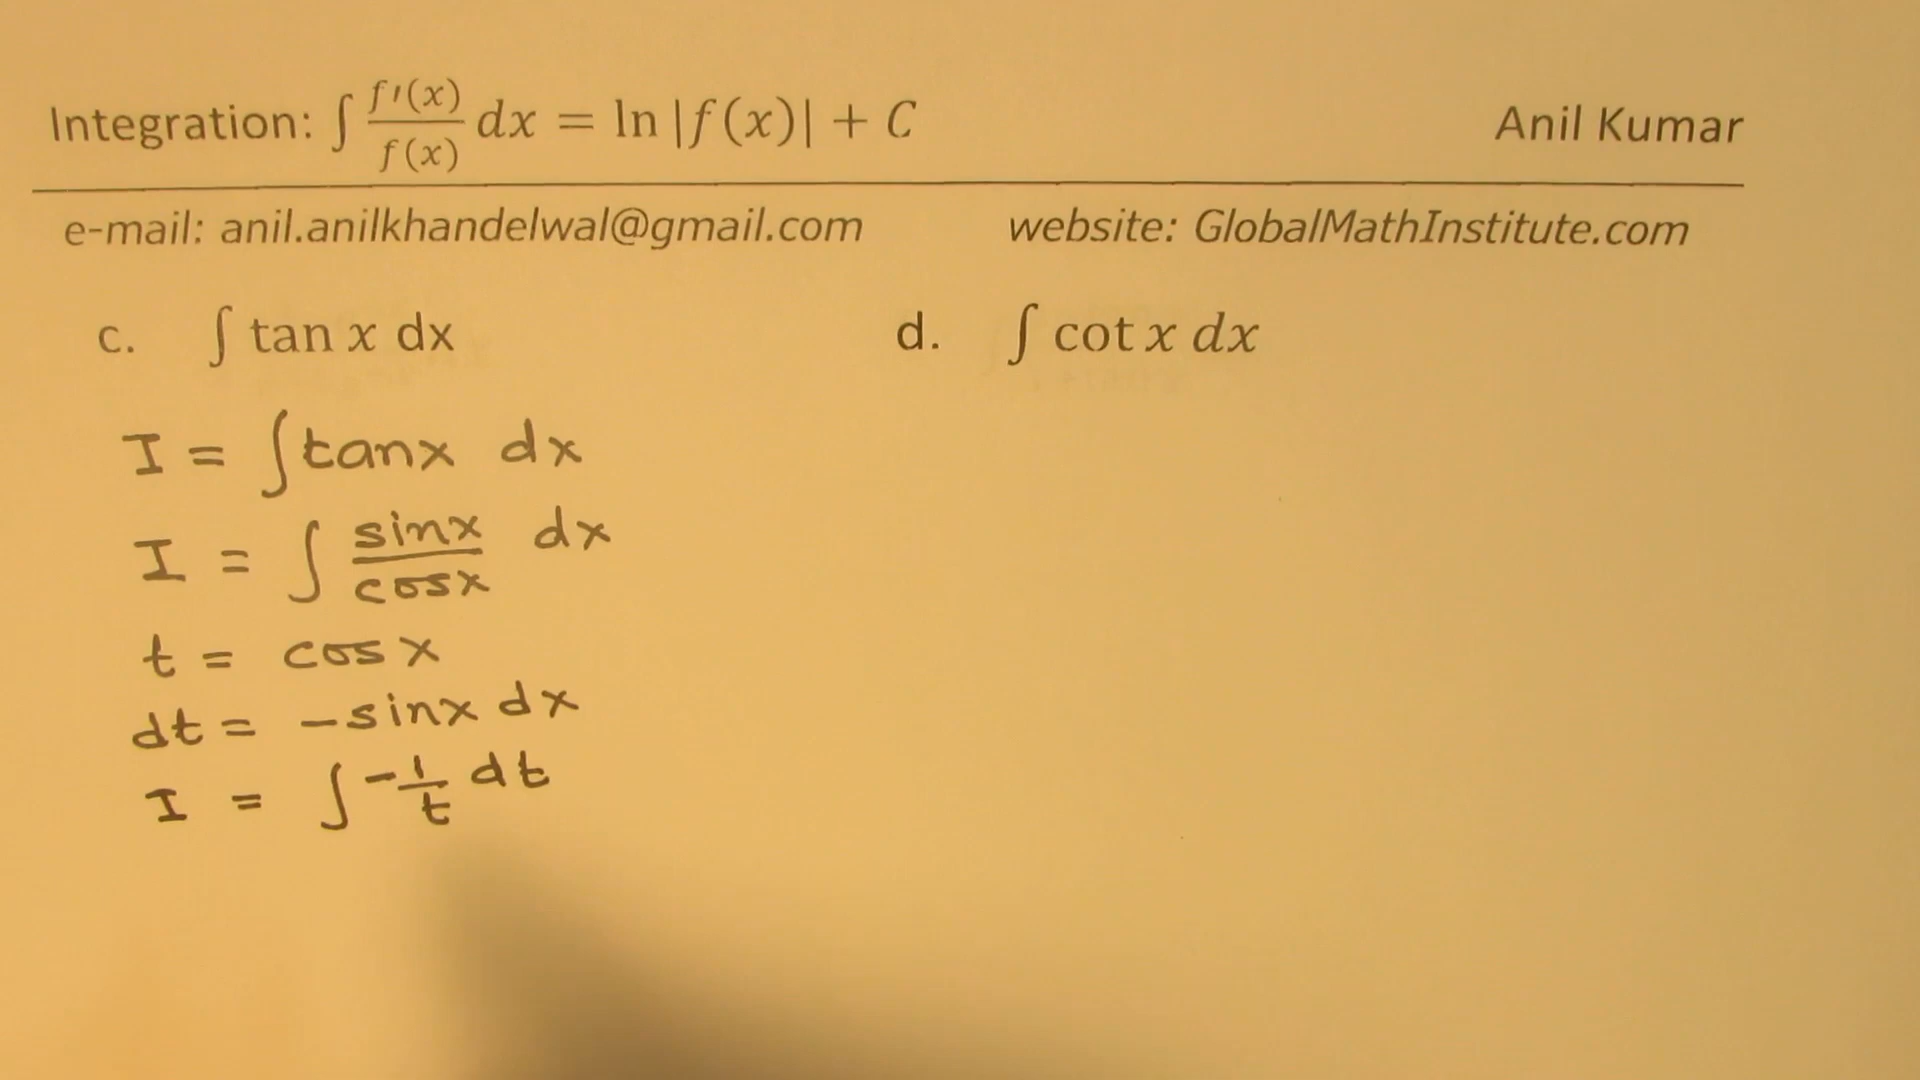 Integration: ∫ f′(x)/f(x) dx = ln |f(x)| + C
Anil Kumar
e-mail: anil.anilkhandelwal@gmail.com
website: GlobalMathInstitute.com
c. ∫ tan x dx
d. ∫ cot x dx
I = ∫ tanx dx
I = ∫ sinx/cosx dx
t = cosx
dt = -sinx dx
I = ∫ -1/t dt